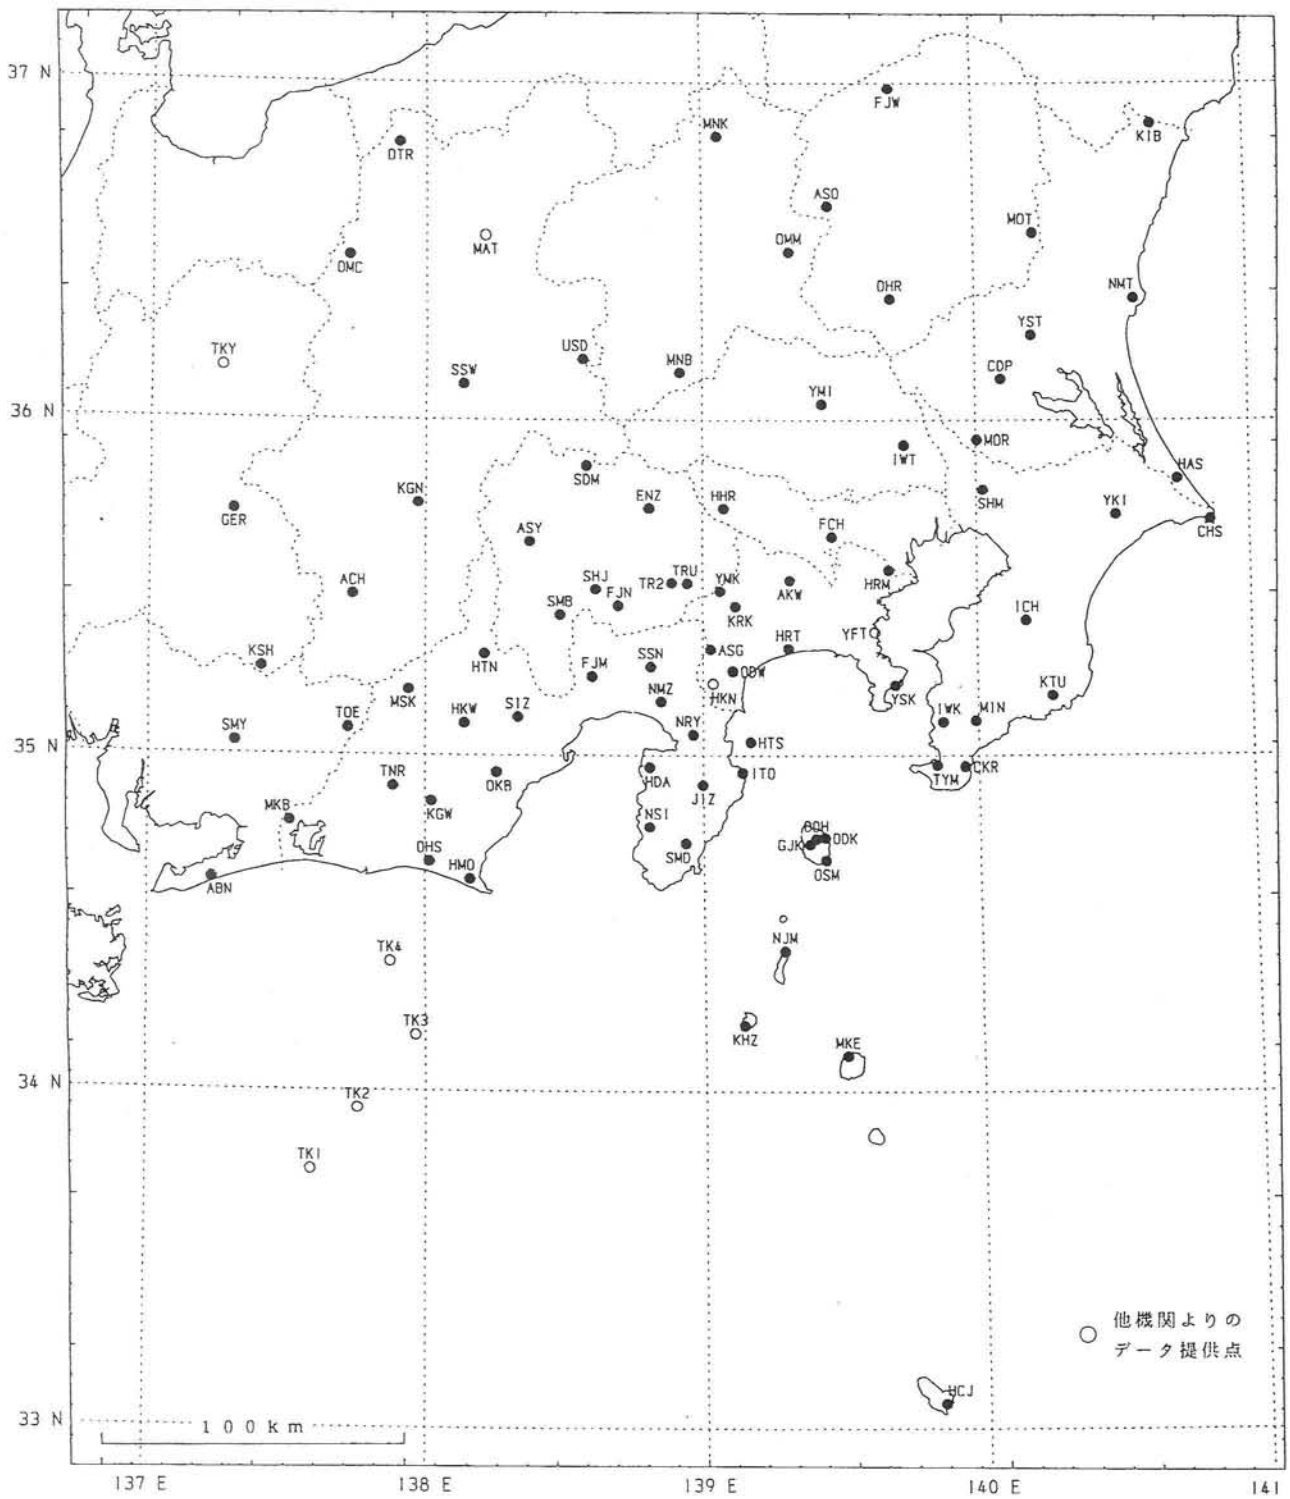 37 N
FJW
KIB
MNK
OTR
ASO
MOT
MAT
OMM
OMC
NMT
OHR
YST
TKY
USD
MNB
CDP
SSW
YMI
36 N
MOR
IWT
HAS
SDM
KGN
ENZ
HHR
SHM
YKI
GER
ASY
FCH
CHS
TRU
SHJ
TR2
YMK
HRM
ACH
FJN
AKW
SMB
KRK
ICH
YFT
HRT
KSH
ASG
HTN
FJM
SSN
ODW
HKN
KTU
MSK
NMZ
YSK
SIZ
IWK
MIN
TOE
HKW
SMY
NRY
35 N
HTS
TNR
OKB
HDA
ITO
TYM
CKR
JIZ
MKB
KGW
NSI
ODK
GJK
OHS
SMD
HMO
OSM
ABN
NJM
TK4
TK3
KHZ
MKE
34 N
TK2
TK1
他機関よりの
データ提供点
HCJ
33 N
100km
137 E
138 E
139 E
140 E
141